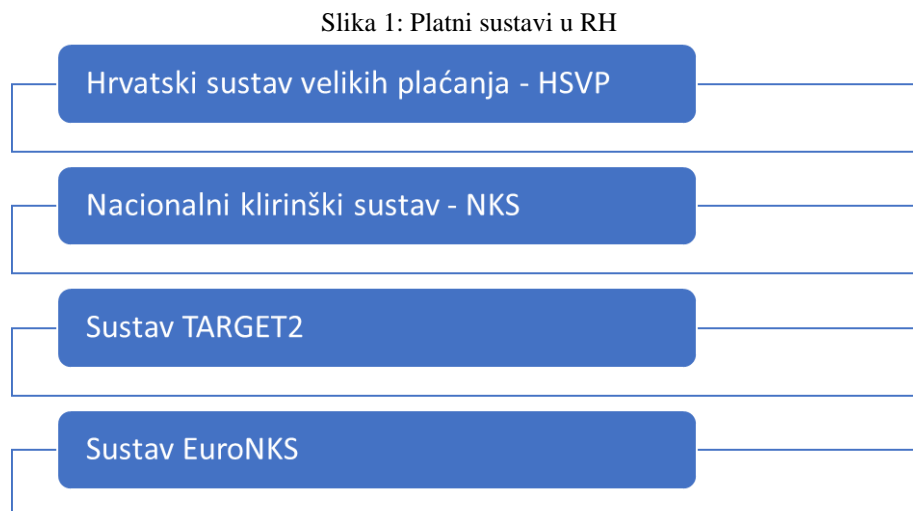 Slika 1: Platni sustavi u RH
Hrvatski sustav velikih plaćanja - HSVP
Nacionalni klirinški sustav - NKS
Sustav TARGET2
Sustav EuroNKS